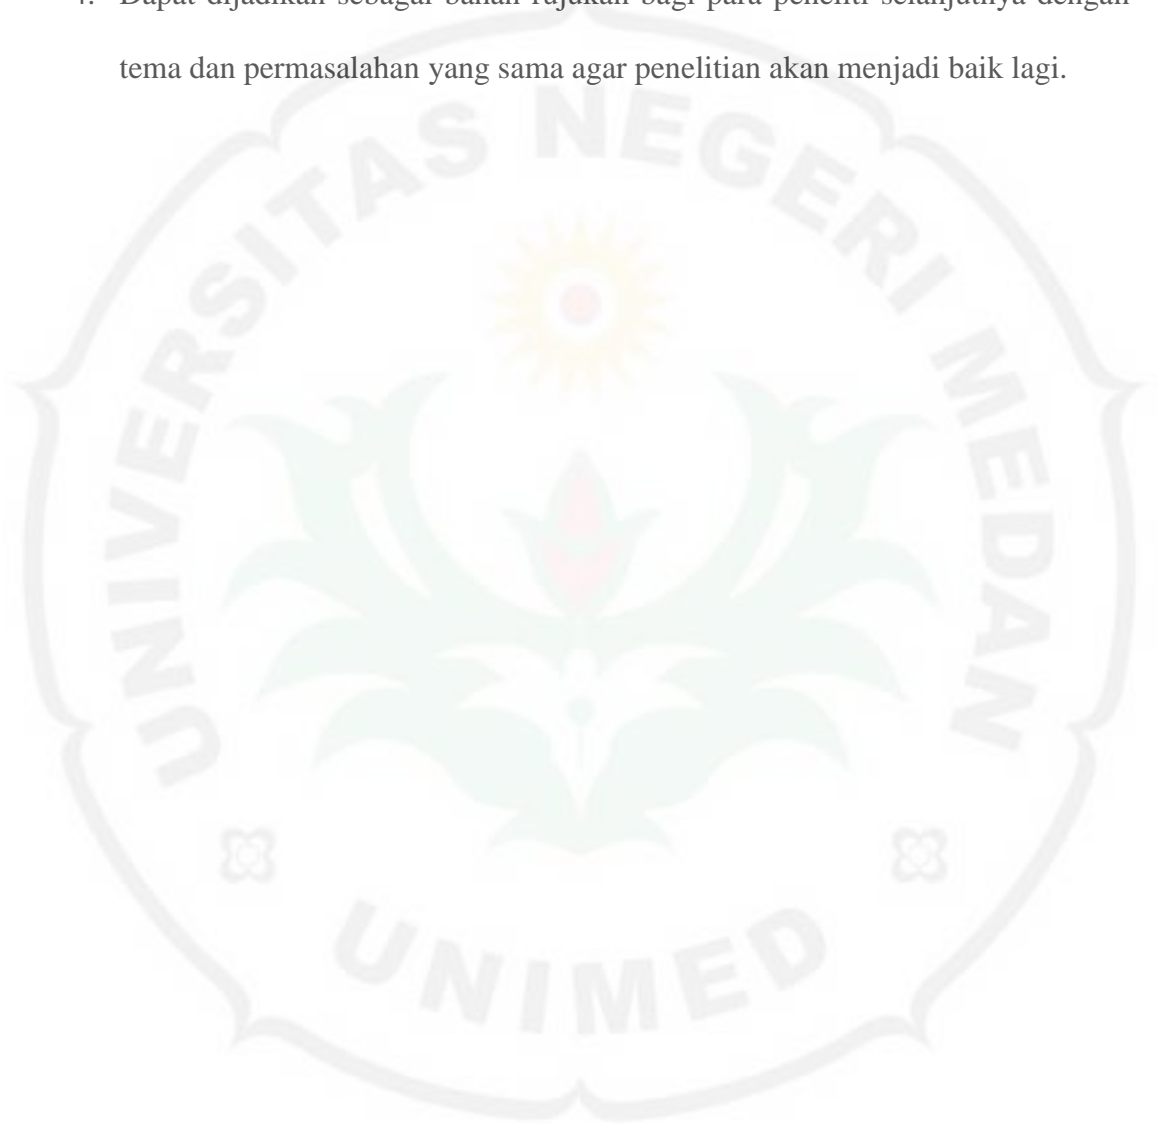 4. Dapat dijadikan sebagai bahan rujukan bagi para peneliti selanjutnya dengan
tema dan permasalahan yang sama agar penelitian akan menjadi baik lagi.
UNIVERSITAS NEGERI MEDAN
UNIMED